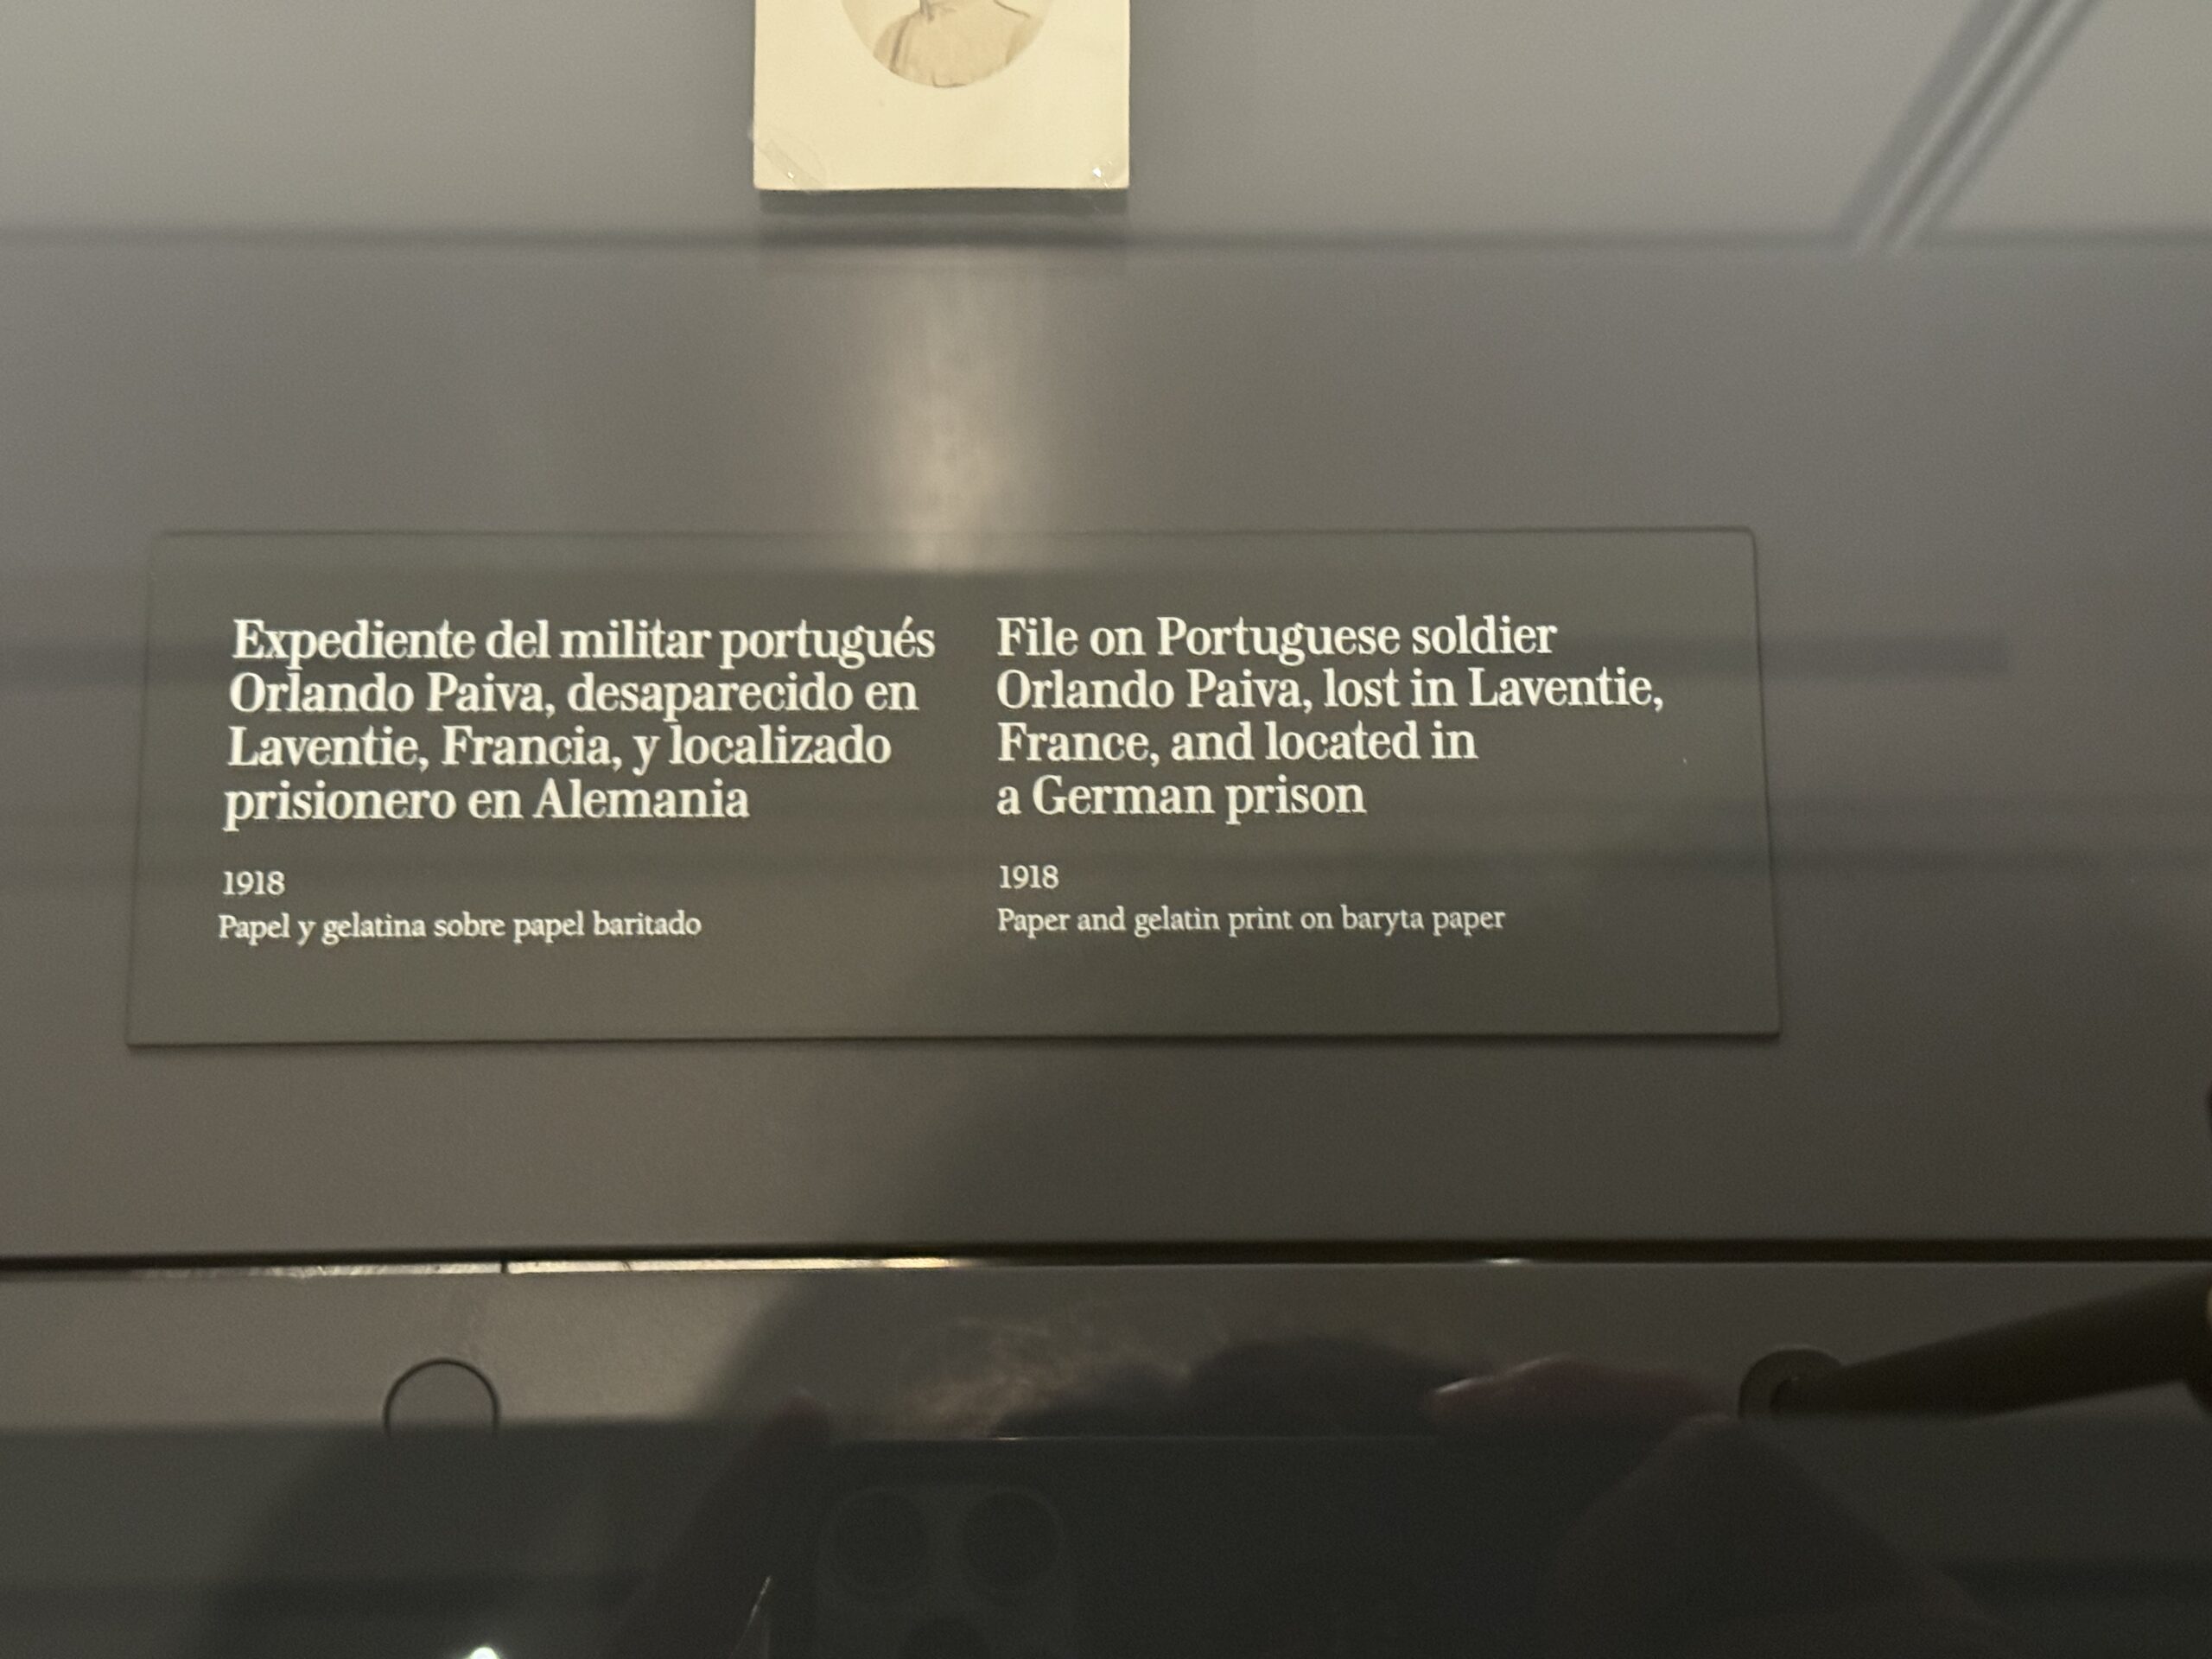 Expediente del militar portugués
Orlando Paiva, desaparecido en
Laventie, Francia, y localizado
prisionero en Alemania
1918
Papel y gelatina sobre papel baritado
File on Portuguese soldier
Orlando Paiva, lost in Laventie,
France, and located in
a German prison
1918
Paper and gelatin print on baryta paper